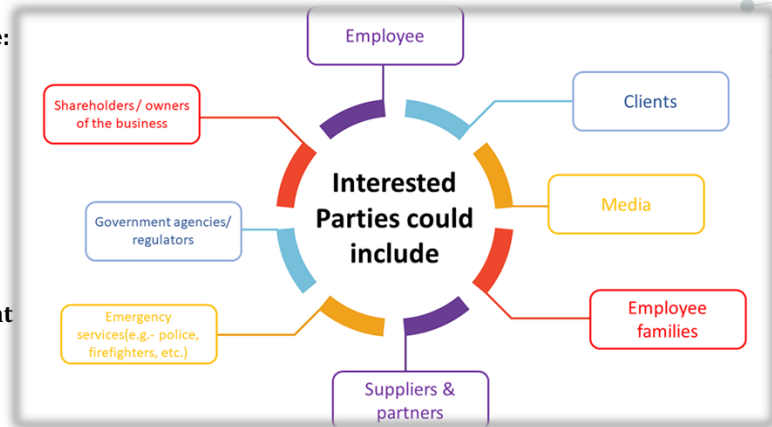 e:
Employee
Shareholders/ owners
of the business
Clients
Interested
Parties could
include
Media
Government agencies/
regulators
Emergency
services(e.g.- police,
firefighters, etc.)
nt
Employee
families
Suppliers &
partners